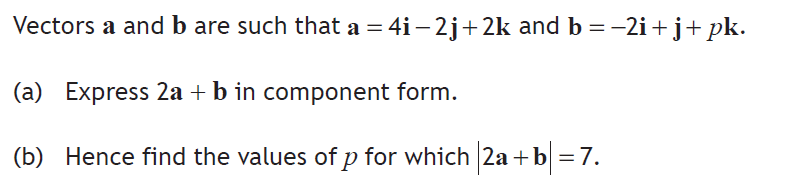 Vectors a and b are such that a = 4i − 2j + 2k and b = −2i + j + pk.
(a) Express 2a + b in component form.
(b) Hence find the values of p for which |2a + b| = 7.